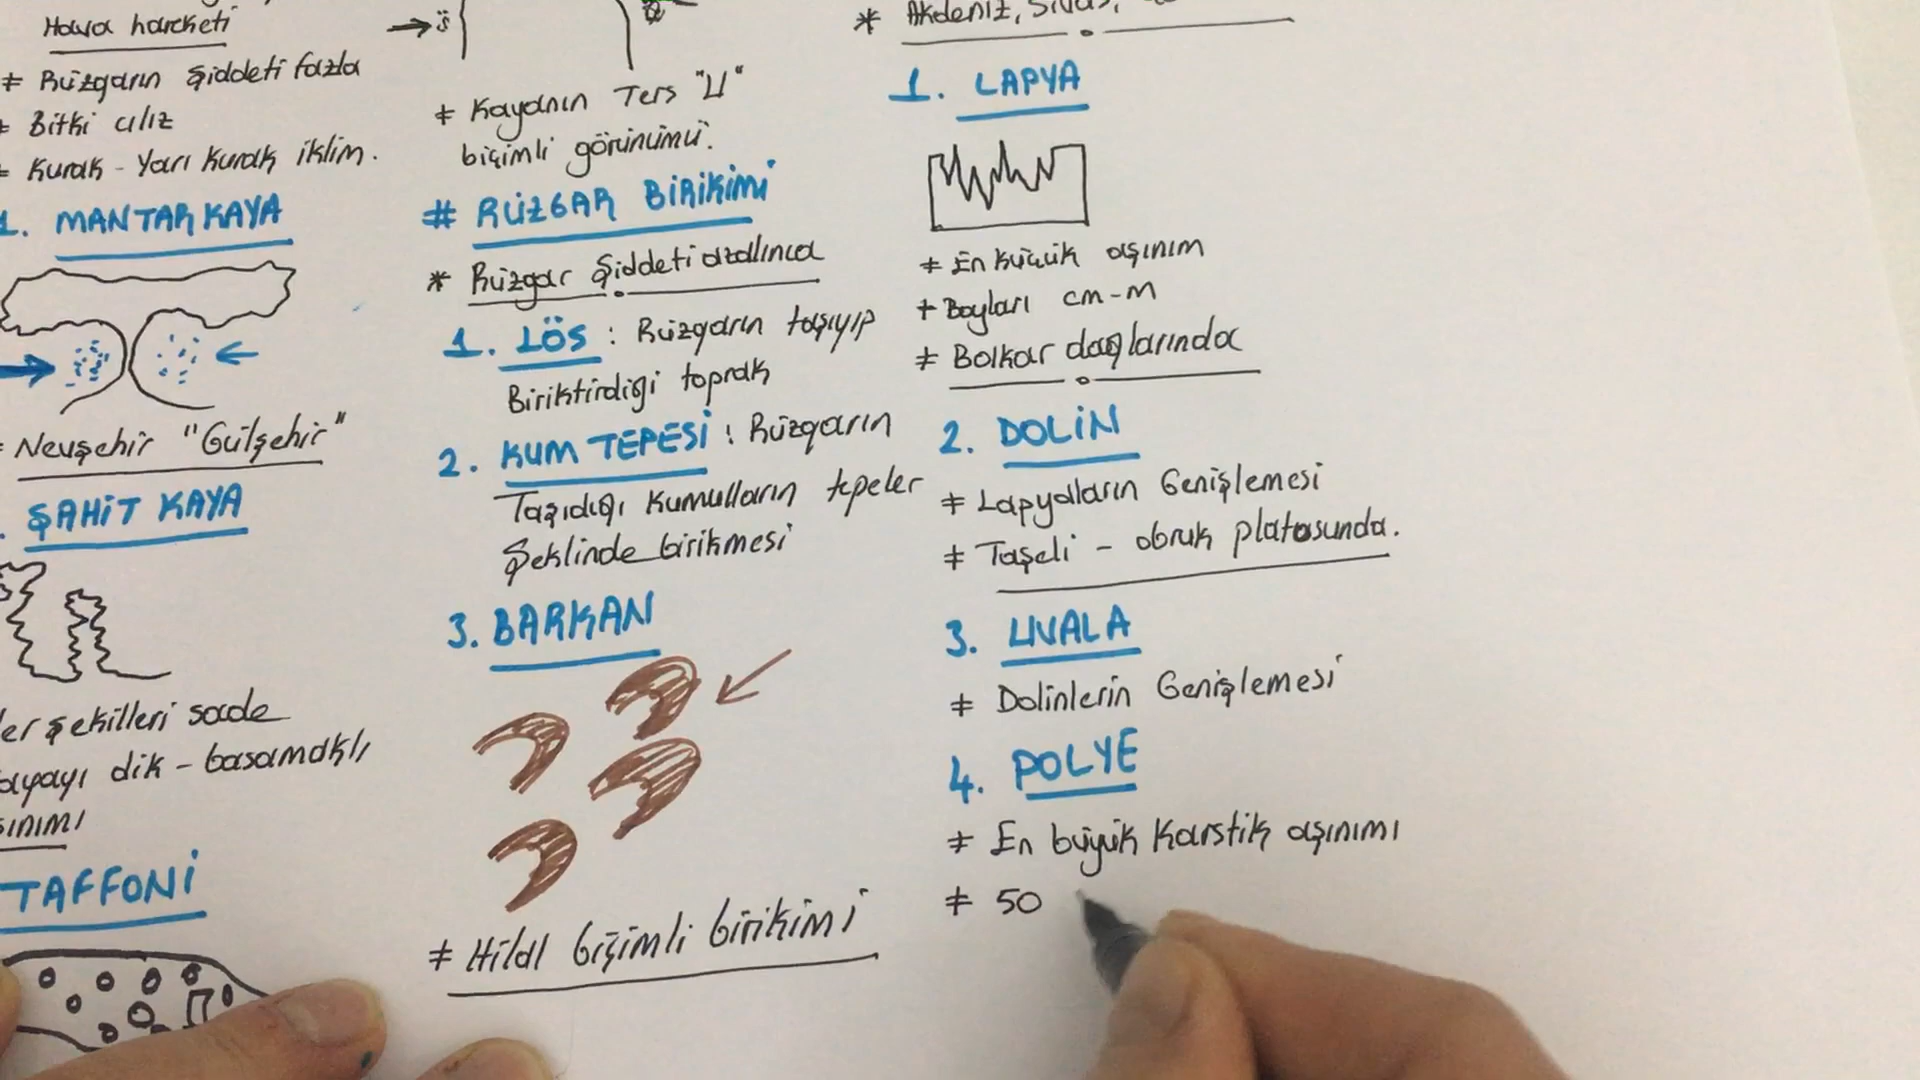 Hava hareketi
≠ Rüzgarın şiddeti fazla
≠ Bitki cılız
≠ Kurak - Yarı kurak iklim.
1. MANTAR KAYA
≠ Nevşehir "Gülşehir"
. ŞAHİT KAYA
er şekilleri sade
ayayı dik - basamaklı
şınımı
TAFFONİ
≠ Kayanın Ters "U"
biçimli görünümü.
# RÜZGAR BİRİKİMİ
* Rüzgar şiddeti azalınca
1. LÖS : Rüzgarın taşıyıp
Biriktirdiği toprak
2. KUM TEPESİ : Rüzgarın
Taşıdığı kumulların tepeler
şeklinde birikmesi
3. BARKAN
≠ Hilal biçimli birikimi
* Akdeniz, Sivas,
1. LAPYA
≠ En küçük aşınım
+ Boyları cm-m
≠ Bolkar dağlarında
2. DOLİN
≠ Lapyaların Genişlemesi
≠ Taşeli - obruk platosunda.
3. UVALA
≠ Dolinlerin Genişlemesi
4. POLYE
≠ En büyük karstik aşınımı
≠ 50